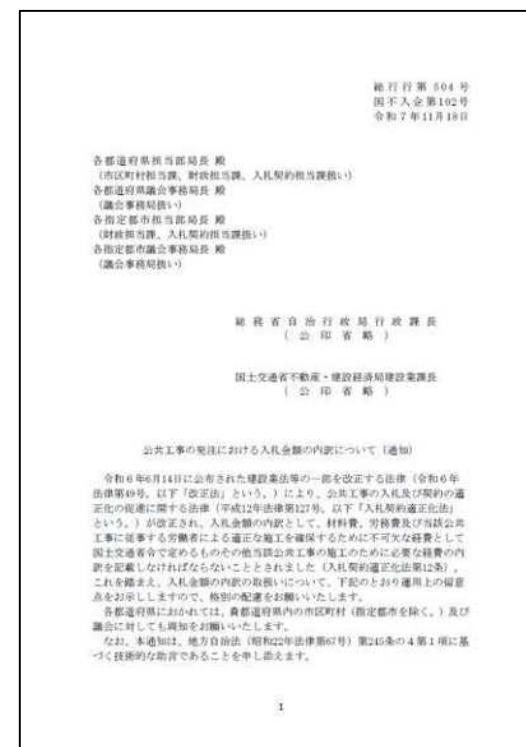 総行行第504号
国不入企第102号
令和7年11月18日
各都道府県担当部局長 殿
(市区町村担当課、財政担当課、入札契約担当課扱い)
各都道府県議会事務局長 殿
(議会事務局扱い)
各指定都市担当部局長 殿
(財政担当課、入札契約担当課扱い)
各指定都市議会事務局長 殿
(議会事務局扱い)
総務省自治行政局行政課長
(公印省略)
国土交通省不動産・建設経済局建設業課長
(公印省略)
公共工事の発注における入札金額の内訳について(通知)
令和6年6月14日に公布された建設業法等の一部を改正する法律(令和6年
法律第49号。以下「改正法」という。)により、公共工事の入札及び契約の適
正化の促進に関する法律(平成12年法律第127号。以下「入札契約適正化法」
という。)が改正され、入札金額の内訳として、材料費、労務費及び当該公共
工事に従事する労働者による適正な施工を確保するために不可欠な経費として
国土交通省令で定めるものその他当該公共工事の施工のために必要な経費の内
訳を記載しなければならないこととされました(入札契約適正化法第12条)。
これを踏まえ、入札金額の内訳の取扱いについて、下記のとおり運用上の留意
点をお示ししますので、格別の配慮をお願いいたします。
各都道府県におかれては、貴都道府県内の市区町村(指定都市を除く。)及び
議会に対しても周知をお願いいたします。
なお、本通知は、地方自治法(昭和22年法律第67号)第245条の4第1項に基
づく技術的な助言であることを申し添えます。
1